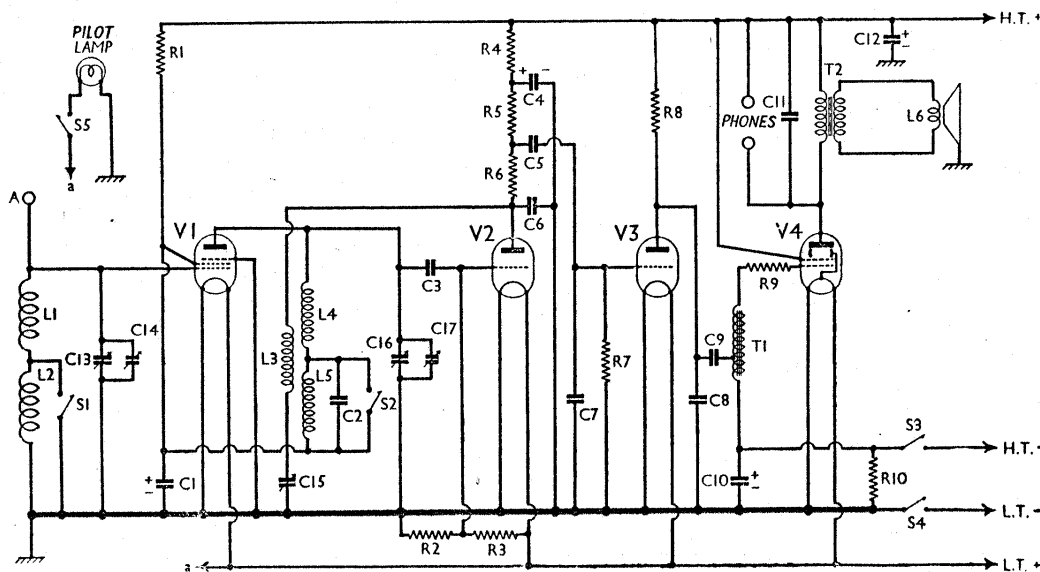 PILOT
LAMP
S5
a
A
R1
R4
C4
+
-
R5
C5
R6
C6
R8
PHONES
C11
T2
C12
+
-
L6
H.T. +
V1
V2
V3
V4
L1
L2
S1
C13
C14
L3
L4
L5
C2
S2
C16
C17
C3
R7
C7
C8
C9
T1
R9
C1
+
-
C15
C10
+
-
R10
S3
H.T. -
S4
L.T. -
R2
R3
a
L.T. +